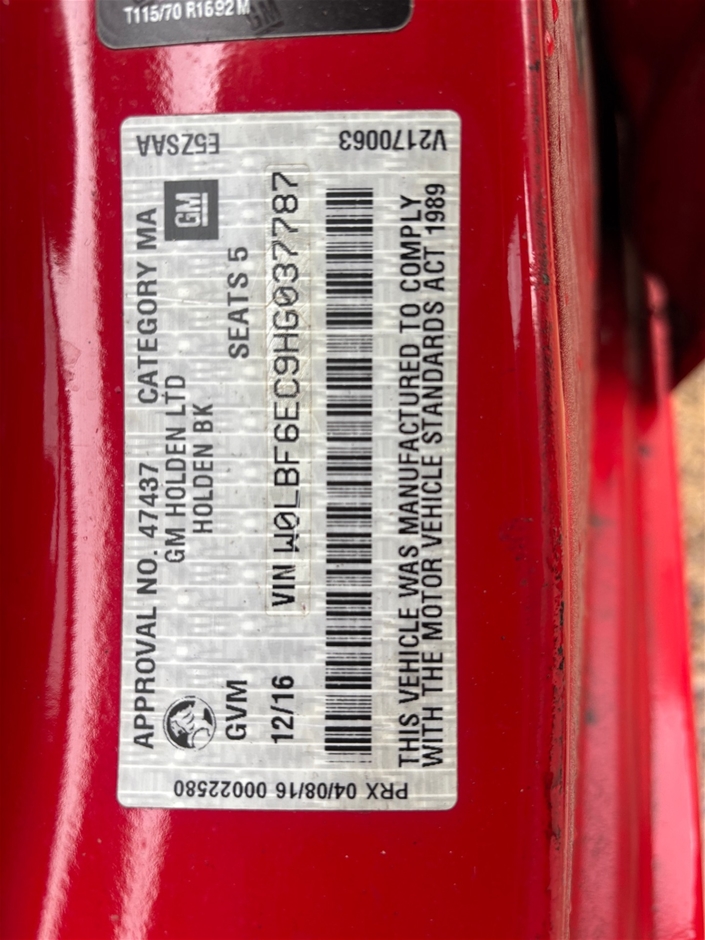 T115/70 R1692M
GM
APPROVAL NO. 47437 CATEGORY MA
GM HOLDEN LTD
HOLDEN BK
GM
GVM
SEATS 5
12/16
VIN W0LBF6EC9HG037787
THIS VEHICLE WAS MANUFACTURED TO COMPLY
WITH THE MOTOR VEHICLE STANDARDS ACT 1989
E5ZSAA
V2170063
PRX 04/08/16 00022580